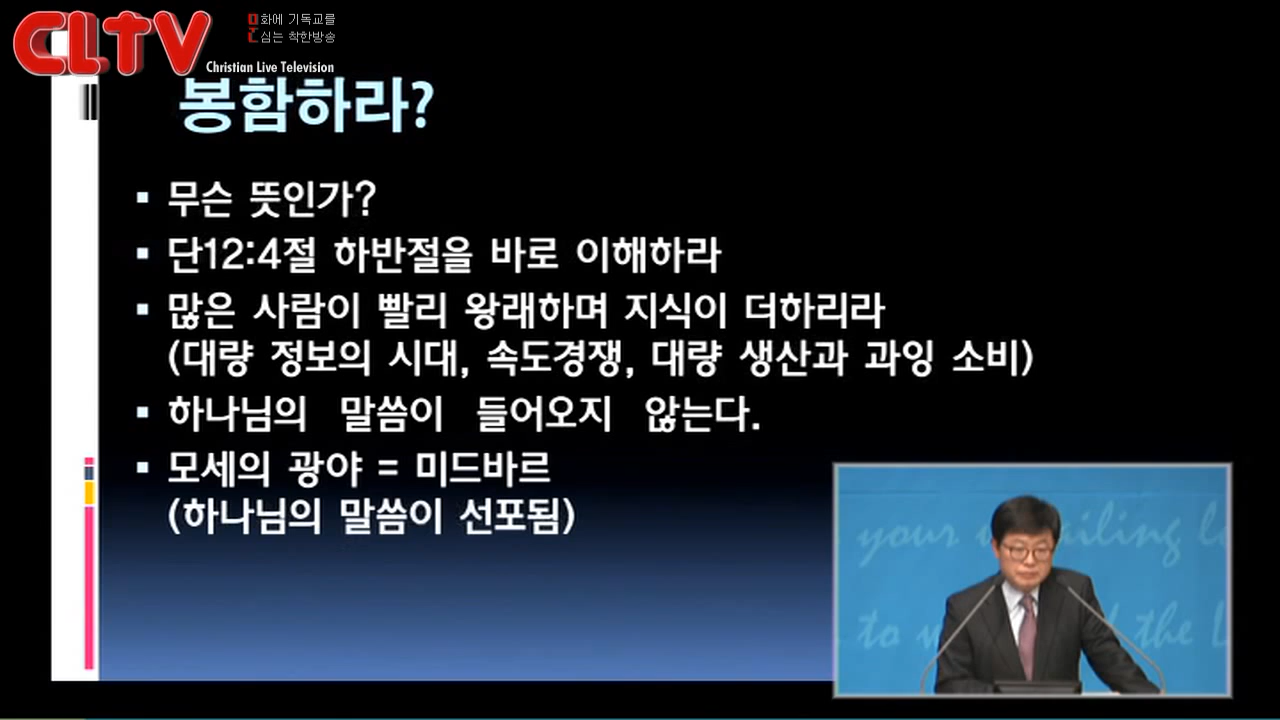 CLTV
문화에 기독교를
심는 착한방송
Christian Live Television
봉함하라?
무슨 뜻인가?
단12:4절 하반절을 바로 이해하라
많은 사람이 빨리 왕래하며 지식이 더하리라
(대량 정보의 시대, 속도경쟁, 대량 생산과 과잉 소비)
하나님의 말씀이 들어오지 않는다.
모세의 광야 = 미드바르
(하나님의 말씀이 선포됨)
your
to
the